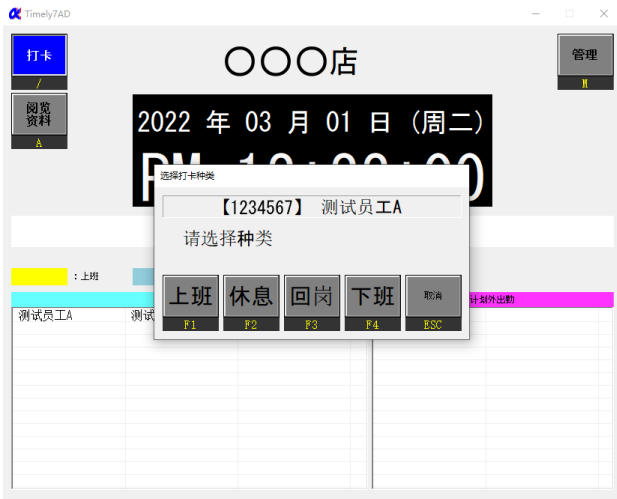 Timely7AD
打卡
/
〇〇〇店
管理
M
阅览
资料
A
2022 年 03 月 01 日 (周二)
选择打卡种类
【1234567】 测试员工A
请选择种类
上班
F1
休息
F2
回岗
F3
下班
F4
取消
ESC
：上班
计划外出勤
测试员工A
测试